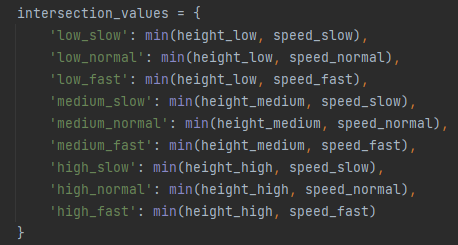 intersection_values = {
    'low_slow': min(height_low, speed_slow),
    'low_normal': min(height_low, speed_normal),
    'low_fast': min(height_low, speed_fast),
    'medium_slow': min(height_medium, speed_slow),
    'medium_normal': min(height_medium, speed_normal),
    'medium_fast': min(height_medium, speed_fast),
    'high_slow': min(height_high, speed_slow),
    'high_normal': min(height_high, speed_normal),
    'high_fast': min(height_high, speed_fast)
}